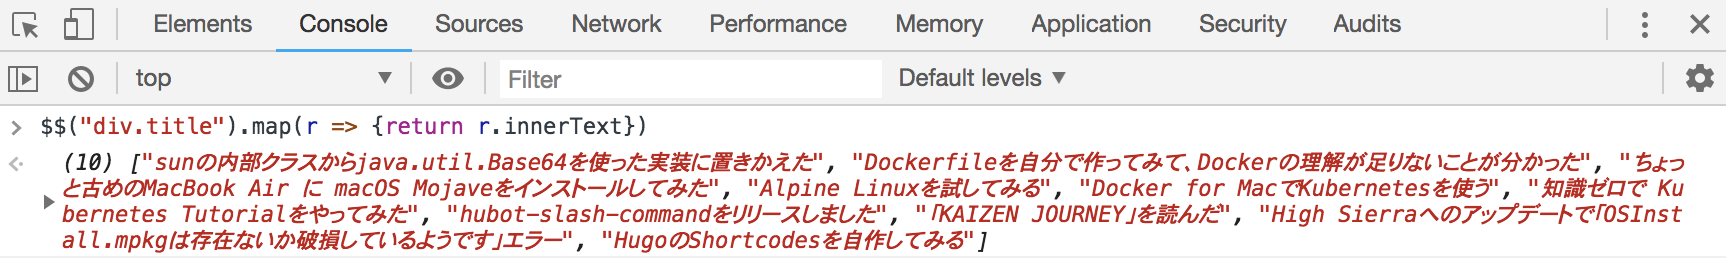 Elements Console Sources Network Performance Memory Application Security Audits
top Filter Default levels
$$("div.title").map(r => {return r.innerText})
(10) ["sunの内部クラスからjava.util.Base64を使った実装に置きかえた", "Dockerfileを自分で作ってみて、Dockerの理解が足りないことが分かった", "ちょっ
と古めのMacBook Air に macOS Mojaveをインストールしてみた", "Alpine Linuxを試してみる", "Docker for MacでKubernetesを使う", "知識ゼロで Ku
bernetes Tutorialをやってみた", "hubot-slash-commandをリリースしました", "「KAIZEN JOURNEY」を読んだ", "High Sierraへのアップデートで「OSInst
all.mpkgは存在ないか破損しているようです」エラー", "HugoのShortcodesを自作してみる"]